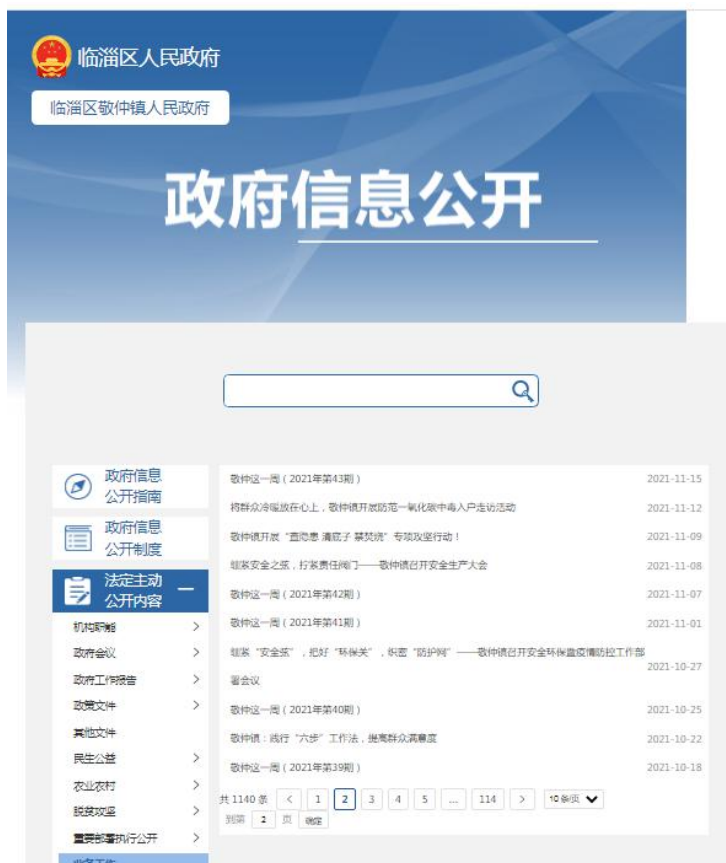 临淄区人民政府
临淄区敬仲镇人民政府
政府信息公开
政府信息
公开指南
政府信息
公开制度
法定主动
公开内容
机构职能
政府会议
政府工作报告
政策文件
其他文件
民生公益
农业农村
脱贫攻坚
重要部署执行公开
业务工作
敬仲这一周（2021年第43期） 2021-11-15
将群众冷暖放在心上，敬仲镇开展防范一氧化碳中毒入户走访活动 2021-11-12
敬仲镇开展“查隐患 清底子 禁焚烧”专项攻坚行动！ 2021-11-09
绷紧安全之弦，拧紧责任阀门——敬仲镇召开安全生产大会 2021-11-08
敬仲这一周（2021年第42期） 2021-11-07
敬仲这一周（2021年第41期） 2021-11-01
绷紧“安全弦”，把好“环保关”，织密“防护网”——敬仲镇召开安全环保暨疫情防控工作部
署会议 2021-10-27
敬仲这一周（2021年第40期） 2021-10-25
敬仲镇：践行“六步”工作法，提高群众满意度 2021-10-22
敬仲这一周（2021年第39期） 2021-10-18
共 1140 条 < 1 2 3 4 5 ... 114 > 10 条/页
到第 2 页 确定